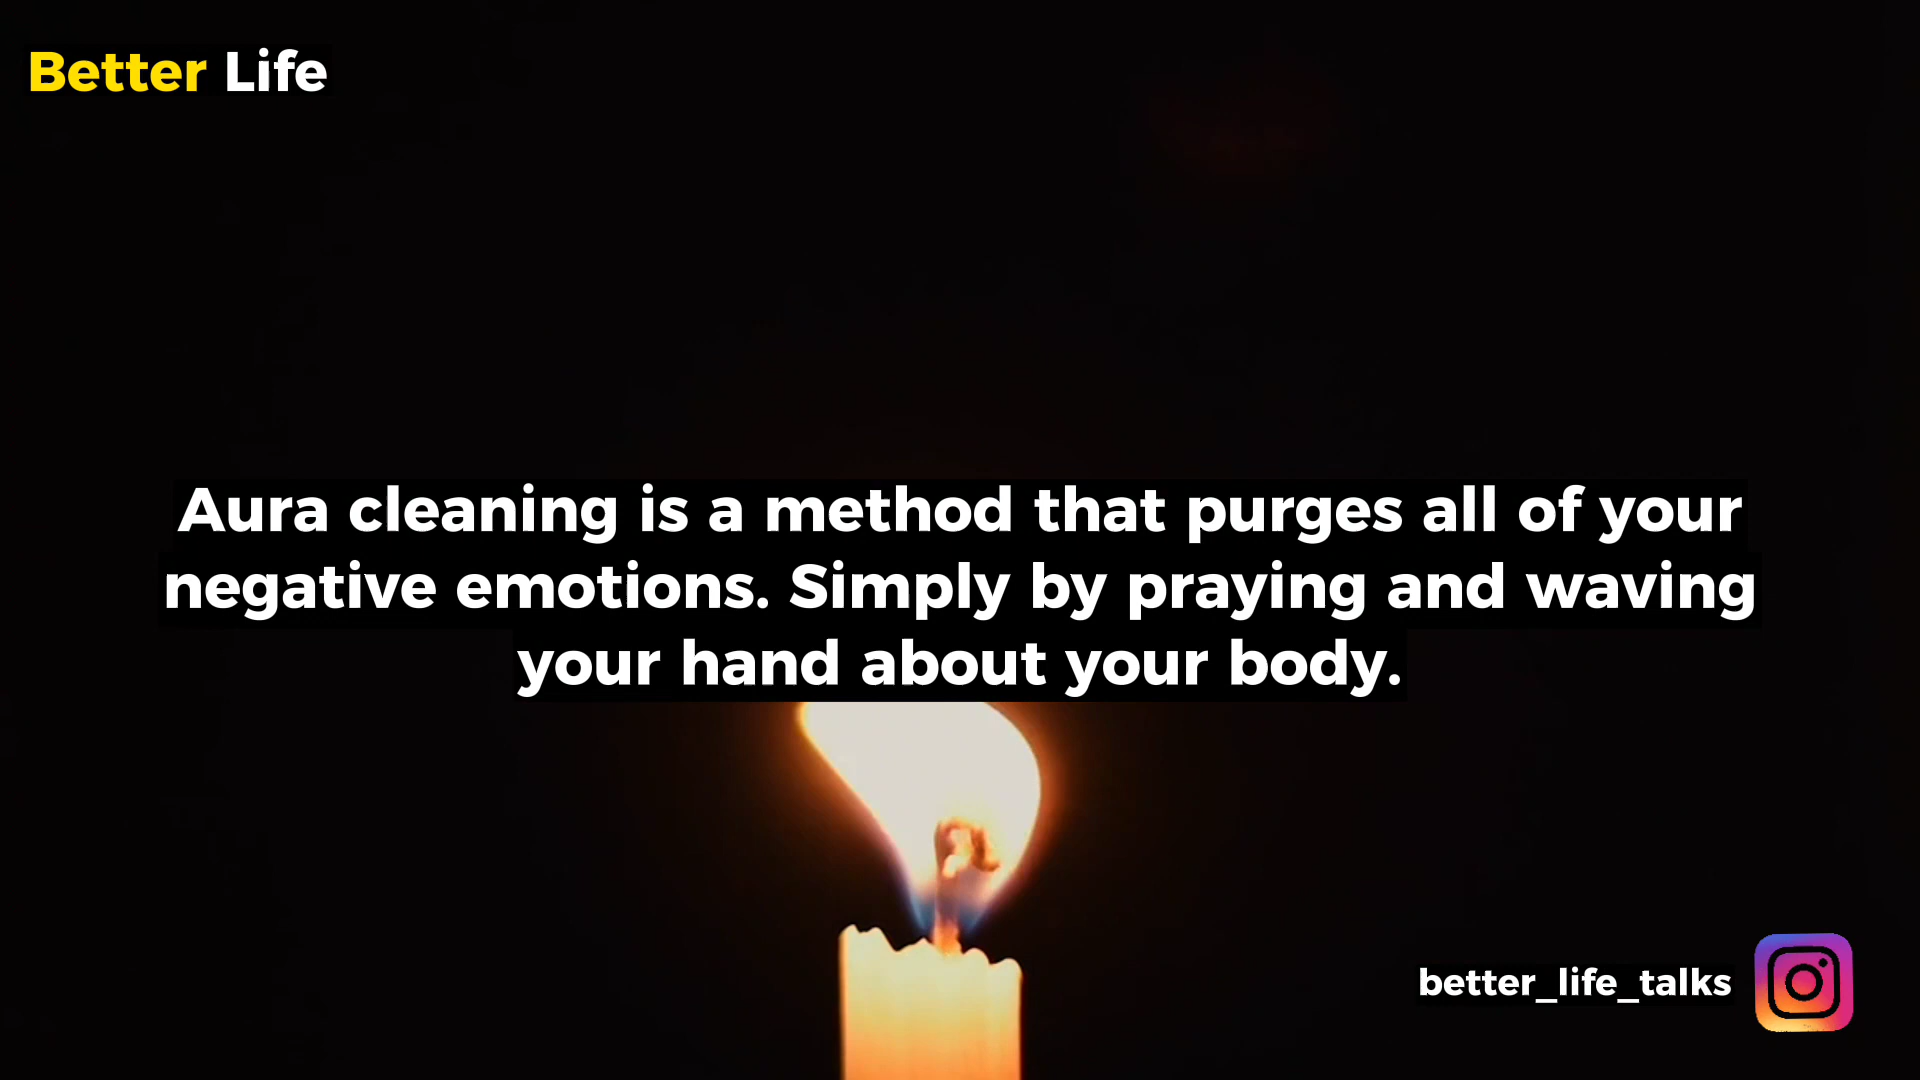 Better Life
Aura cleaning is a method that purges all of your
negative emotions. Simply by praying and waving
your hand about your body.
better_life_talks